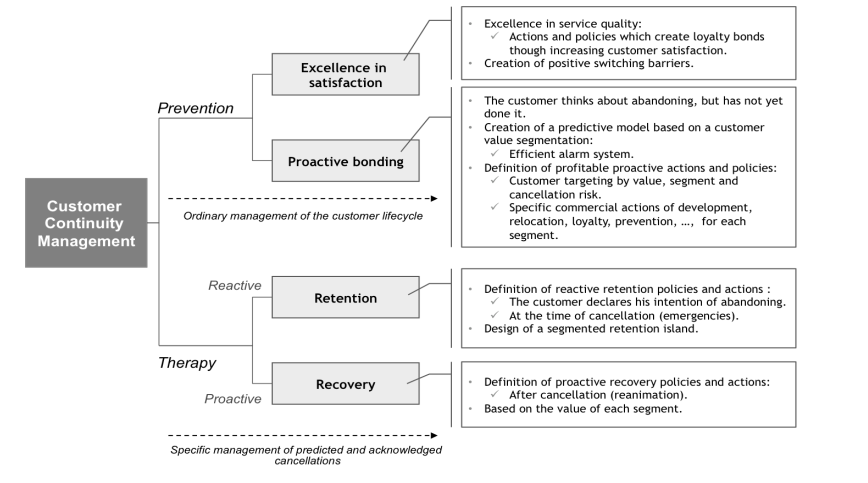 Customer
Continuity
Management
Prevention
Excellence in
satisfaction
• Excellence in service quality:
✓ Actions and policies which create loyalty bonds
though increasing customer satisfaction.
• Creation of positive switching barriers.
Proactive bonding
• The customer thinks about abandoning, but has not yet
done it.
• Creation of a predictive model based on a customer
value segmentation:
✓ Efficient alarm system.
• Definition of profitable proactive actions and policies:
✓ Customer targeting by value, segment and
cancellation risk.
✓ Specific commercial actions of development,
relocation, loyalty, prevention, …, for each
segment.
Ordinary management of the customer lifecycle
Therapy
Reactive
Retention
• Definition of reactive retention policies and actions :
✓ The customer declares his intention of abandoning.
✓ At the time of cancellation (emergencies).
• Design of a segmented retention island.
Proactive
Recovery
• Definition of proactive recovery policies and actions:
✓ After cancellation (reanimation).
• Based on the value of each segment.
Specific management of predicted and acknowledged
cancellations